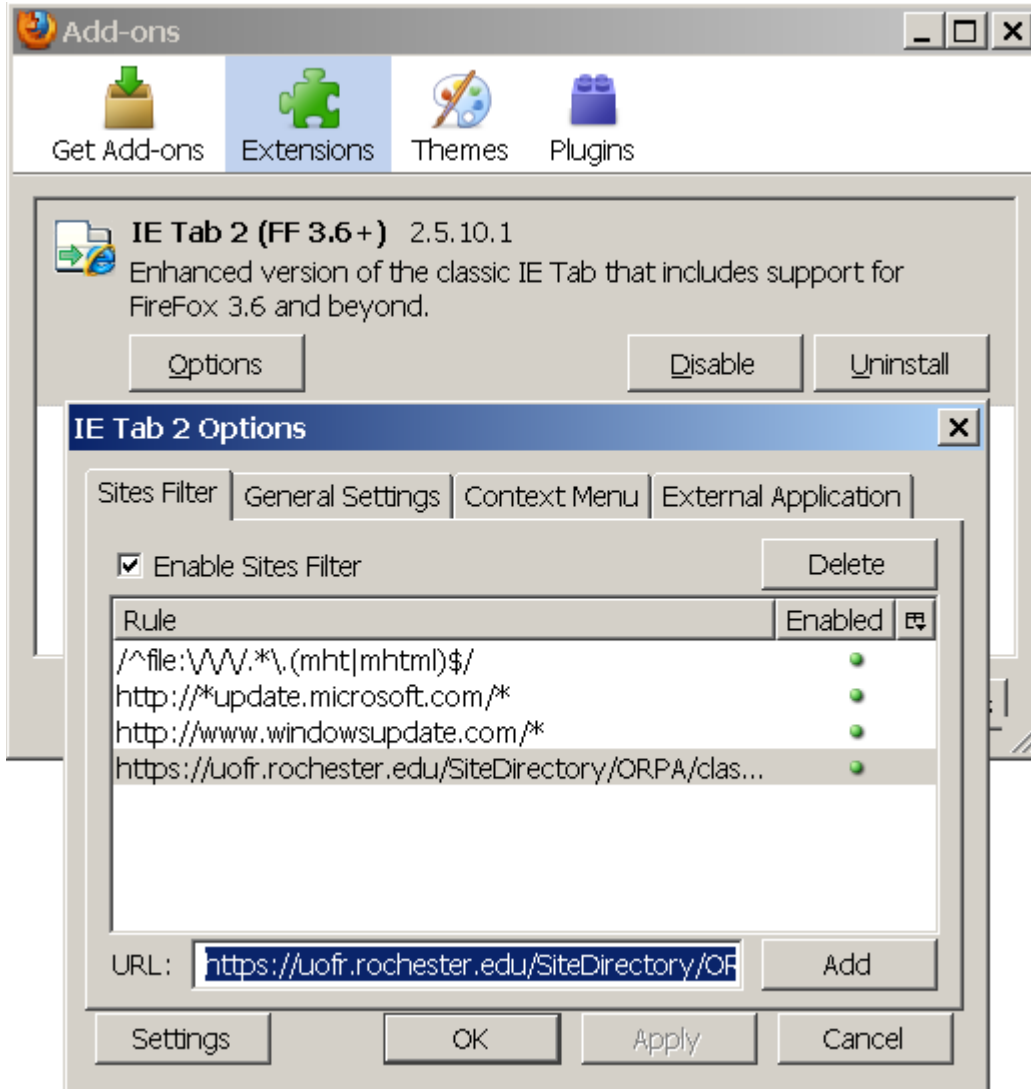 Add-ons
Get Add-ons Extensions Themes Plugins
IE Tab 2 (FF 3.6+) 2.5.10.1
Enhanced version of the classic IE Tab that includes support for
FireFox 3.6 and beyond.
Options Disable Uninstall
IE Tab 2 Options
Sites Filter General Settings Context Menu External Application
Enable Sites Filter Delete
Rule Enabled
/^file:\/\/\/.*\.(mht|mhtml)$/
http://*update.microsoft.com/*
http://www.windowsupdate.com/*
https://uofr.rochester.edu/SiteDirectory/ORPA/clas...
URL: https://uofr.rochester.edu/SiteDirectory/OR Add
Settings OK Apply Cancel